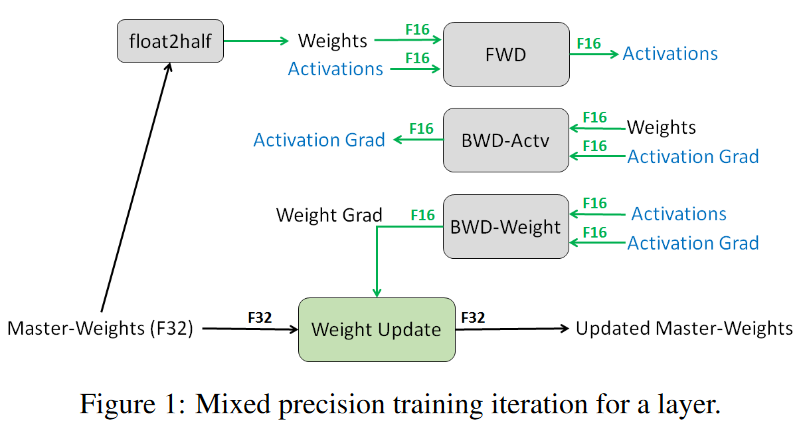 float2half
Weights
F16
Activations
F16
FWD
F16
Activations
Activation Grad
F16
BWD-Actv
F16
Weights
F16
Activation Grad
Weight Grad
F16
BWD-Weight
F16
Activations
F16
Activation Grad
Master-Weights (F32)
F32
Weight Update
F32
Updated Master-Weights
Figure 1: Mixed precision training iteration for a layer.